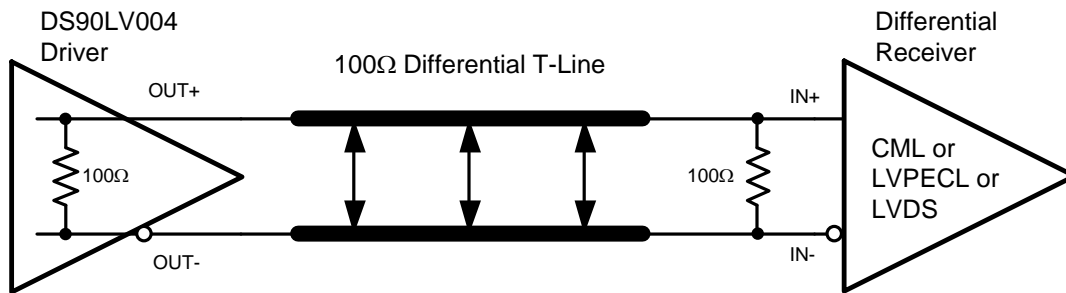 DS90LV004
Driver
Differential
Receiver
100Ω Differential T-Line
OUT+
IN+
100Ω
100Ω
CML or
LVPECL or
LVDS
OUT-
IN-